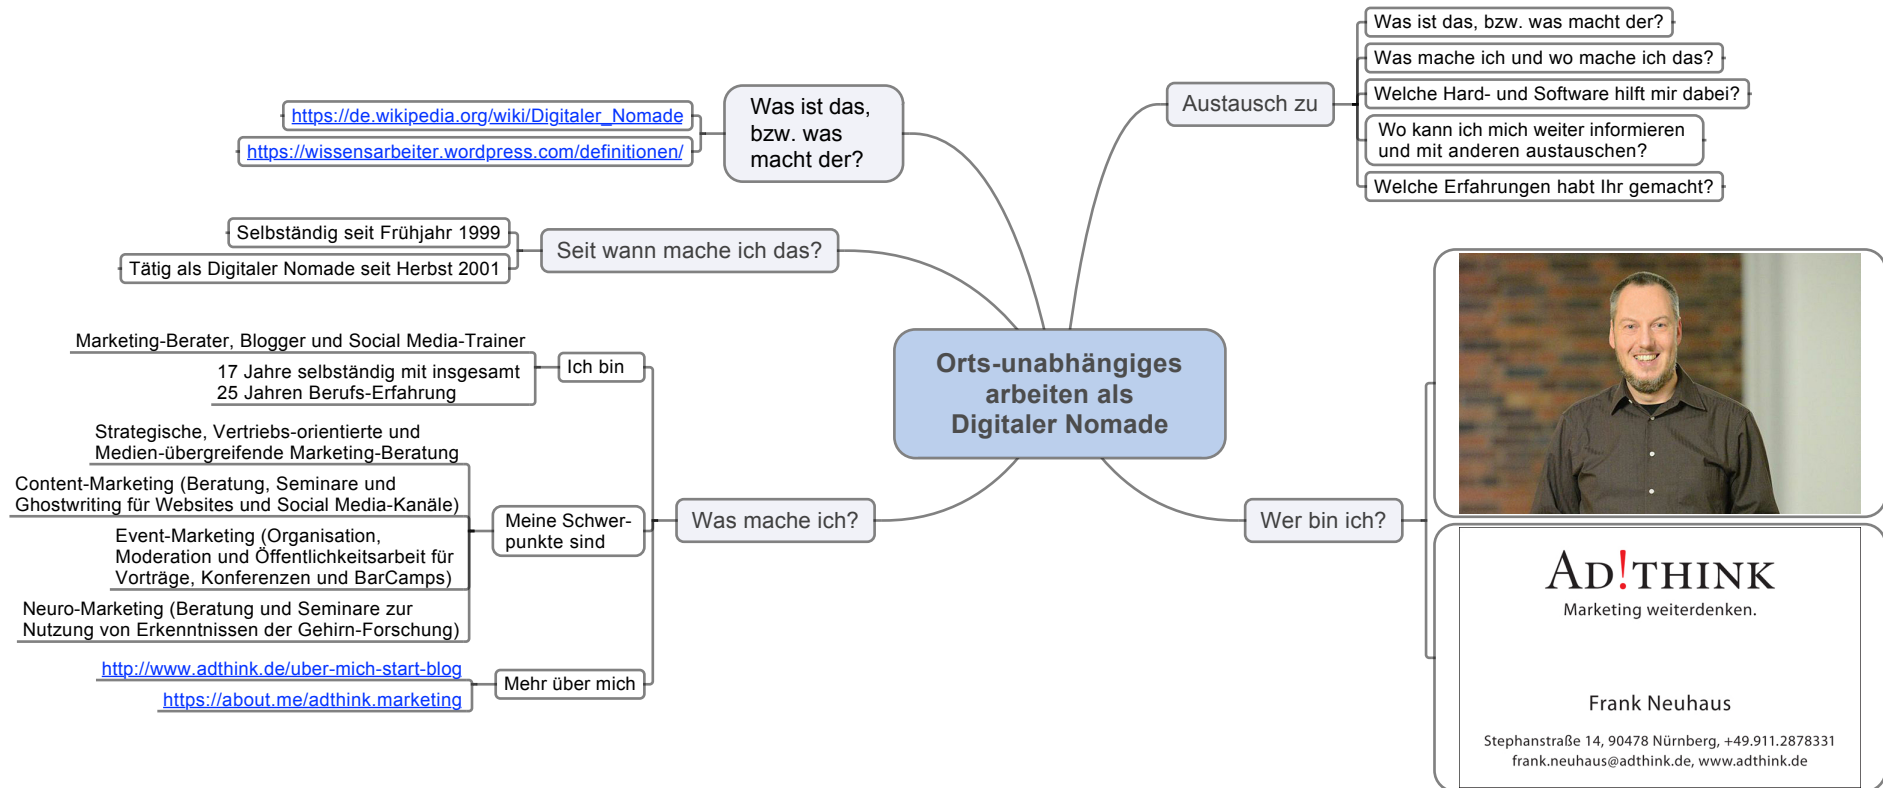 Orts-unabhängiges
arbeiten als
Digitaler Nomade
Austausch zu
Was ist das, bzw. was macht der?
Was mache ich und wo mache ich das?
Welche Hard- und Software hilft mir dabei?
Wo kann ich mich weiter informieren
und mit anderen austauschen?
Welche Erfahrungen habt Ihr gemacht?
Wer bin ich?
AD!THINK
Marketing weiterdenken.
Frank Neuhaus
Stephanstraße 14, 90478 Nürnberg, +49.911.2878331
frank.neuhaus@adthink.de, www.adthink.de
Was ist das,
bzw. was
macht der?
https://de.wikipedia.org/wiki/Digitaler_Nomade
https://wissensarbeiter.wordpress.com/definitionen/
Seit wann mache ich das?
Selbständig seit Frühjahr 1999
Tätig als Digitaler Nomade seit Herbst 2001
Was mache ich?
Ich bin
Marketing-Berater, Blogger und Social Media-Trainer
17 Jahre selbständig mit insgesamt
25 Jahren Berufs-Erfahrung
Meine Schwer-
punkte sind
Strategische, Vertriebs-orientierte und
Medien-übergreifende Marketing-Beratung
Content-Marketing (Beratung, Seminare und
Ghostwriting für Websites und Social Media-Kanäle)
Event-Marketing (Organisation,
Moderation und Öffentlichkeitsarbeit für
Vorträge, Konferenzen und BarCamps)
Neuro-Marketing (Beratung und Seminare zur
Nutzung von Erkenntnissen der Gehirn-Forschung)
Mehr über mich
http://www.adthink.de/uber-mich-start-blog
https://about.me/adthink.marketing